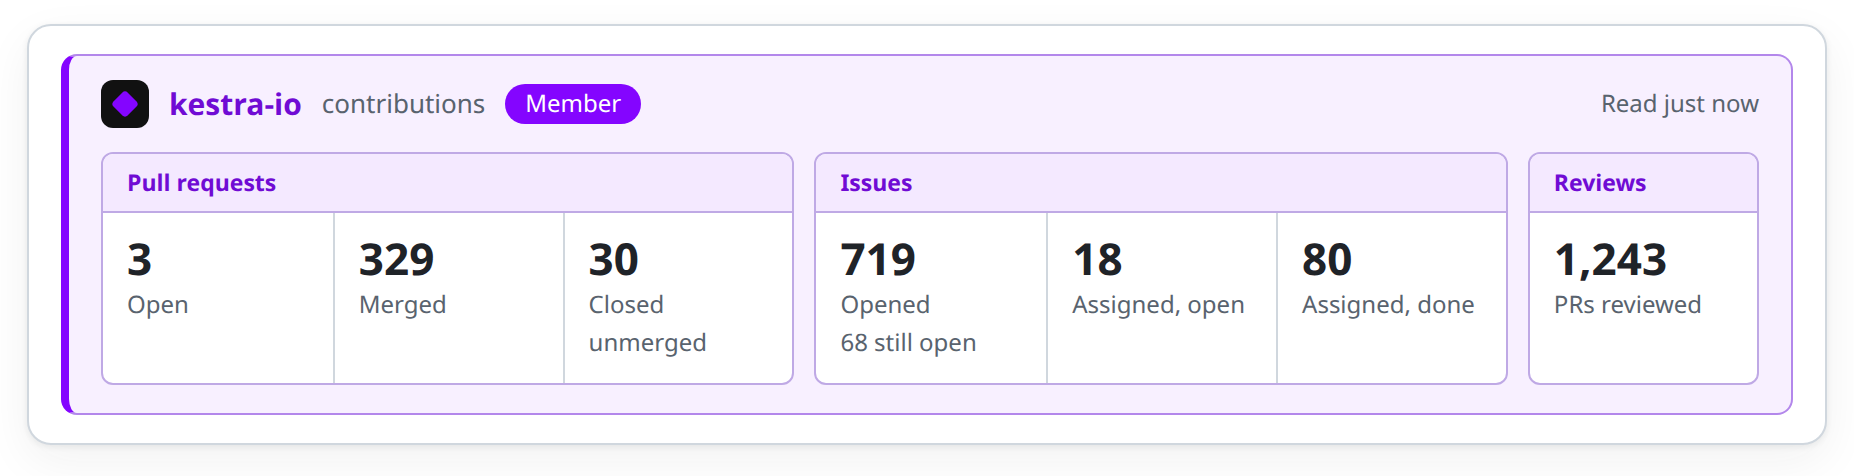 kestra-io contributions Member
Read just now
Pull requests
3
Open
329
Merged
30
Closed
unmerged
Issues
719
Opened
68 still open
18
Assigned, open
80
Assigned, done
Reviews
1,243
PRs reviewed